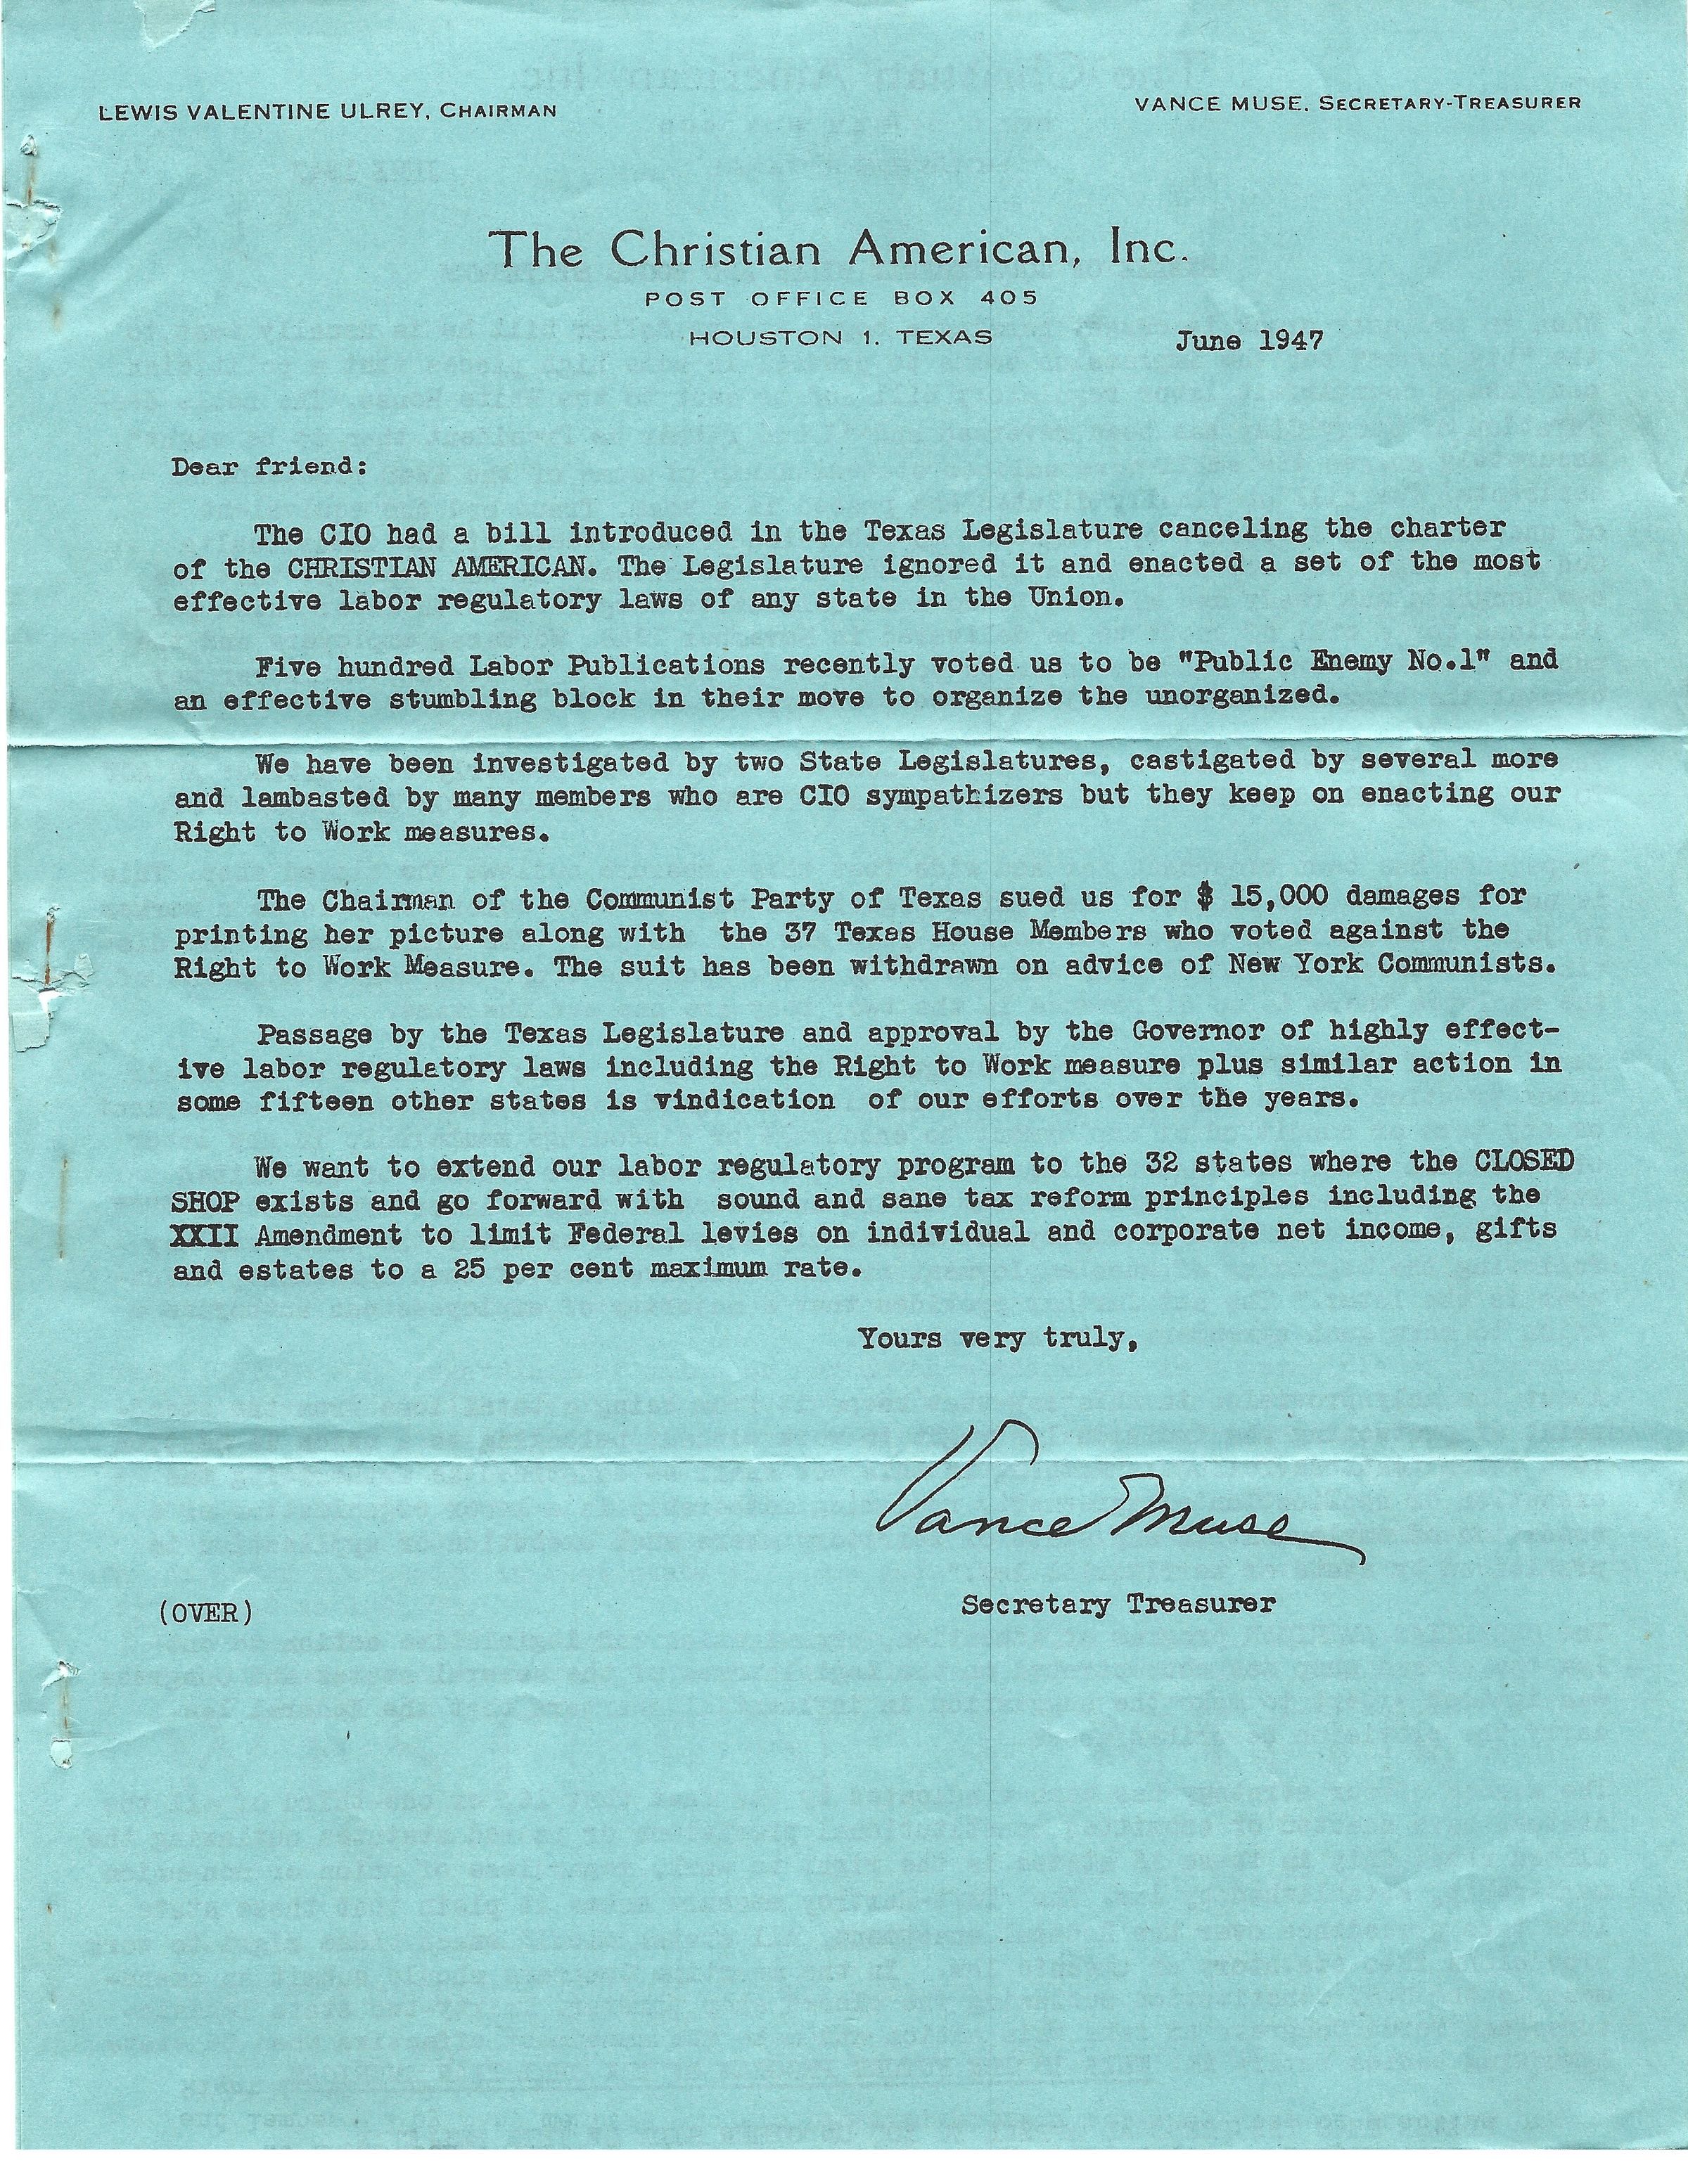 LEWIS VALENTINE ULREY, CHAIRMAN
VANCE MUSE, SECRETARY-TREASURER
The Christian American, Inc.
POST OFFICE BOX 405
HOUSTON 1, TEXAS
June 1947
Dear friend:
The CIO had a bill introduced in the Texas Legislature canceling the charter
of the CHRISTIAN AMERICAN. The Legislature ignored it and enacted a set of the most
effective labor regulatory laws of any state in the Union.
Five hundred Labor Publications recently voted us to be "Public Enemy No.1" and
an effective stumbling block in their move to organize the unorganized.
We have been investigated by two State Legislatures, castigated by several more
and lambasted by many members who are CIO sympathizers but they keep on enacting our
Right to Work measures.
The Chairman of the Communist Party of Texas sued us for $ 15,000 damages for
printing her picture along with the 37 Texas House Members who voted against the
Right to Work Measure. The suit has been withdrawn on advice of New York Communists.
Passage by the Texas Legislature and approval by the Governor of highly effect-
ive labor regulatory laws including the Right to Work measure plus similar action in
some fifteen other states is vindication of our efforts over the years.
We want to extend our labor regulatory program to the 32 states where the CLOSED
SHOP exists and go forward with sound and sane tax reform principles including the
XXII Amendment to limit Federal levies on individual and corporate net income, gifts
and estates to a 25 per cent maximum rate.
Yours very truly,
Vance Muse
Secretary Treasurer
(OVER)